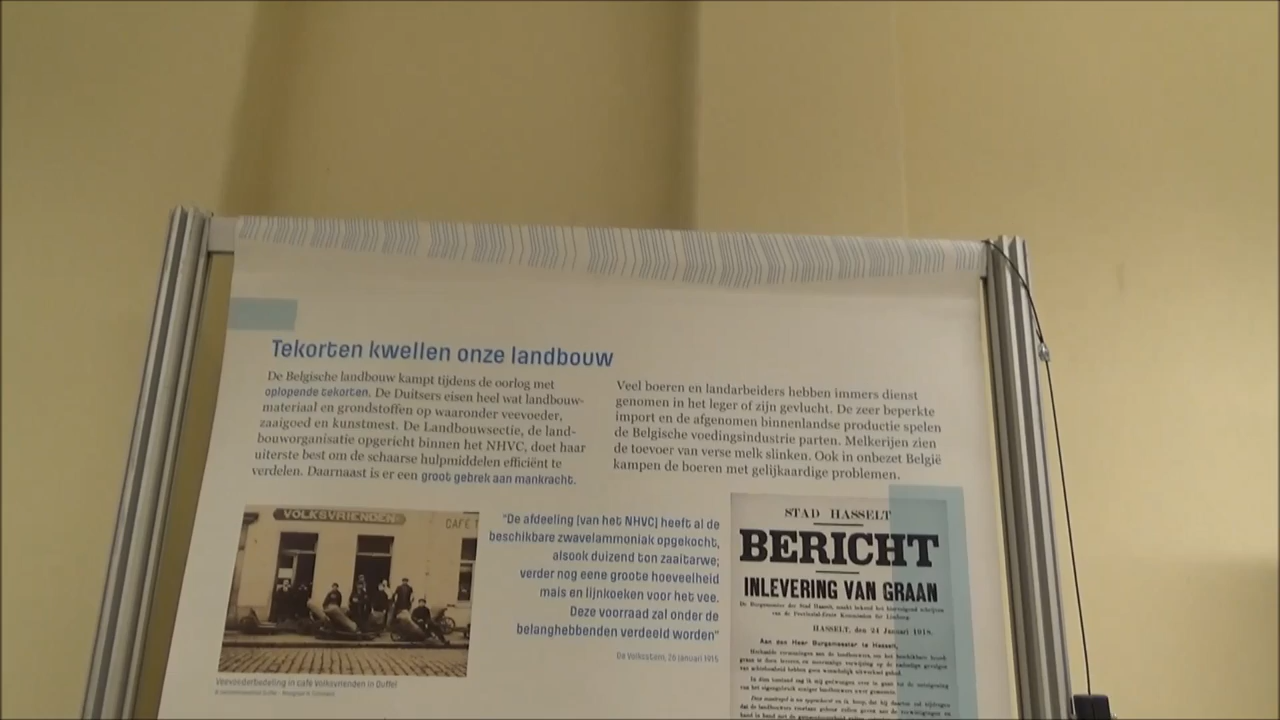 Tekorten kwellen onze landbouw
De Belgische landbouw kampt tijdens de oorlog met
oplopende tekorten. De Duitsers eisen heel wat landbouw-
materiaal en grondstoffen op waaronder veevoeder,
zaaigoed en kunstmest. De Landbouwsectie, de land-
bouworganisatie opgericht binnen het NHVC, doet haar
uiterste best om de schaarse hulpmiddelen efficiënt te
verdelen. Daarnaast is er een groot gebrek aan mankracht.
Veel boeren en landarbeiders hebben immers dienst
genomen in het leger of zijn gevlucht. De zeer beperkte
import en de afgenomen binnenlandse productie spelen
de Belgische voedingsindustrie parten. Melkerijen zien
de toevoer van verse melk slinken. Ook in onbezet België
kampen de boeren met gelijkaardige problemen.
VOLKSVRIENDEN
CAFE
Veevoederbedeling in café Volksvrienden in Duffel
"De afdeeling [van het NHVC] heeft al de
beschikbare zwavelammoniak opgekocht,
alsook duizend ton zaaitarwe;
verder nog eene groote hoeveelheid
maïs en lijnkoeken voor het vee.
Deze voorraad zal onder de
belanghebbenden verdeeld worden"
De Volksstem, 26 januari 1915
STAD HASSELT
BERICHT
INLEVERING VAN GRAAN
HASSELT, den 24 Januari 1918.
Aan den Heer Burgemeester te Hasselt,